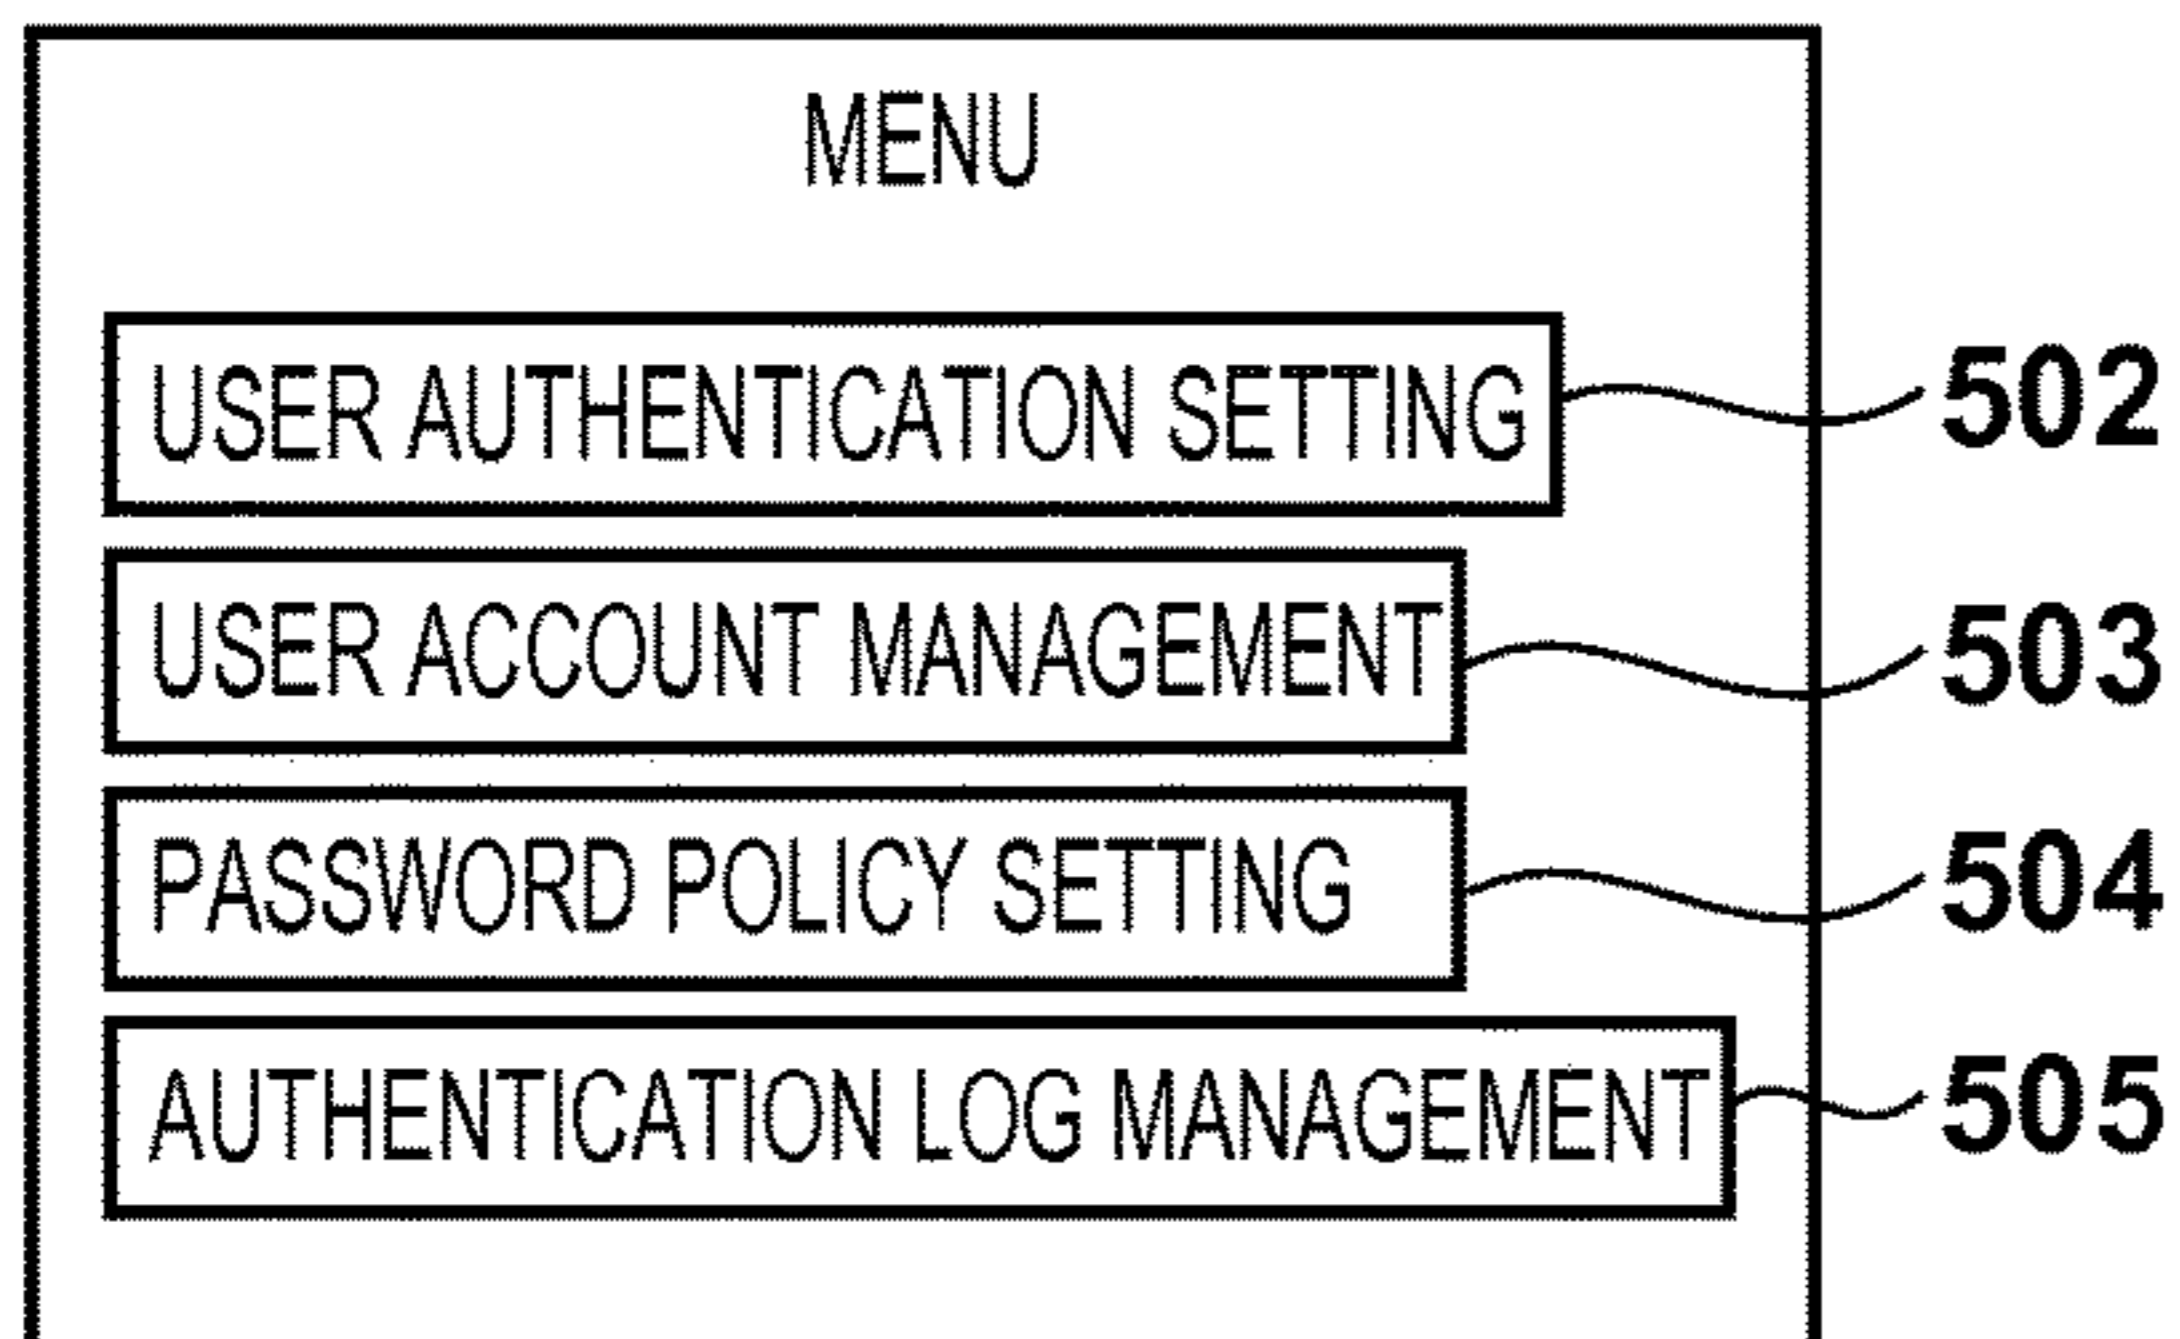 MENU
USER AUTHENTICATION SETTING 502
USER ACCOUNT MANAGEMENT 503
PASSWORD POLICY SETTING 504
AUTHENTICATION LOG MANAGEMENT 505